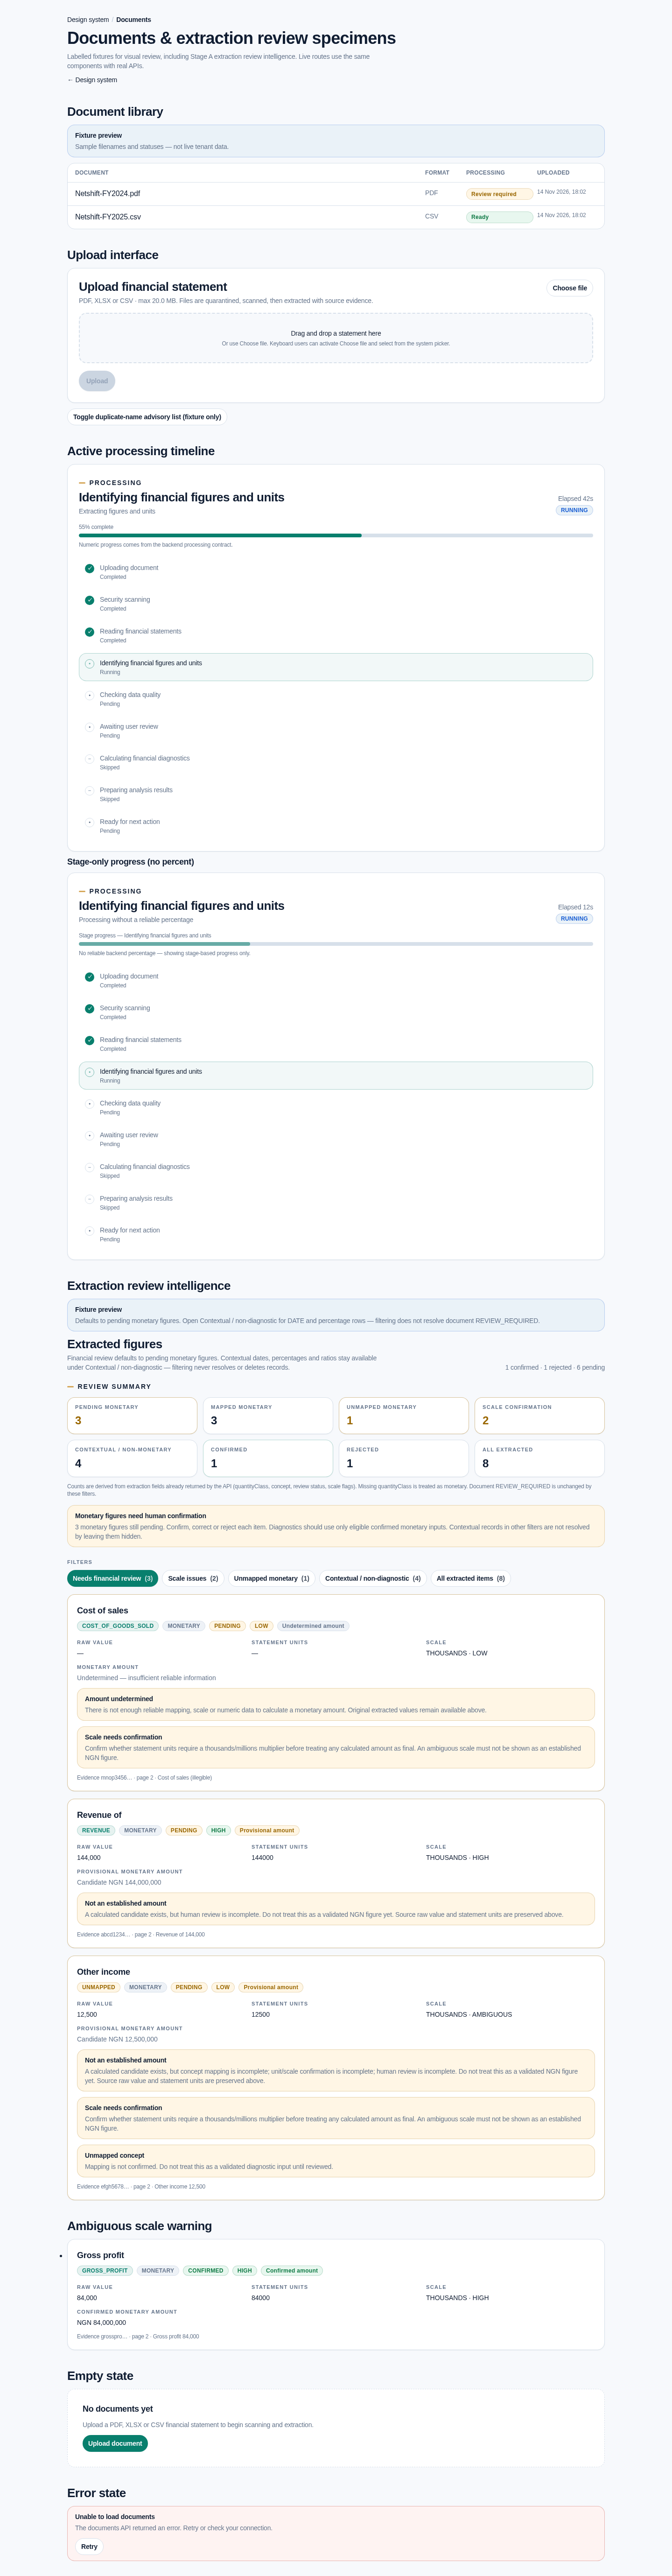 Design system / Documents
Documents & extraction review specimens
Labelled fixtures for visual review, including Stage A extraction review intelligence. Live routes use the same
components with real APIs.
← Design system
Document library
Fixture preview
Sample filenames and statuses — not live tenant data.
DOCUMENT FORMAT PROCESSING UPLOADED
Netshift-FY2024.pdf PDF Review required 14 Nov 2026, 18:02
Netshift-FY2025.csv CSV Ready 14 Nov 2026, 18:02
Upload interface
Upload financial statement Choose file
PDF, XLSX or CSV · max 20.0 MB. Files are quarantined, scanned, then extracted with source evidence.
Drag and drop a statement here
Or use Choose file. Keyboard users can activate Choose file and select from the system picker.
Upload
Toggle duplicate-name advisory list (fixture only)
Active processing timeline
— PROCESSING
Identifying financial figures and units Elapsed 42s
Extracting figures and units RUNNING
55% complete
Numeric progress comes from the backend processing contract.
Uploading document
Completed
Security scanning
Completed
Reading financial statements
Completed
Identifying financial figures and units
Running
Checking data quality
Pending
Awaiting user review
Pending
Calculating financial diagnostics
Skipped
Preparing analysis results
Skipped
Ready for next action
Pending
Stage-only progress (no percent)
— PROCESSING
Identifying financial figures and units Elapsed 12s
Processing without a reliable percentage RUNNING
Stage progress — Identifying financial figures and units
No reliable backend percentage — showing stage-based progress only.
Uploading document
Completed
Security scanning
Completed
Reading financial statements
Completed
Identifying financial figures and units
Running
Checking data quality
Pending
Awaiting user review
Pending
Calculating financial diagnostics
Skipped
Preparing analysis results
Skipped
Ready for next action
Pending
Extraction review intelligence
Fixture preview
Defaults to pending monetary figures. Open Contextual / non-diagnostic for DATE and percentage rows — filtering does not resolve document REVIEW_REQUIRED.
Extracted figures
Financial review defaults to pending monetary figures. Contextual dates, percentages and ratios stay available
under Contextual / non-diagnostic — filtering never resolves or deletes records. 1 confirmed · 1 rejected · 6 pending
— REVIEW SUMMARY
PENDING MONETARY MAPPED MONETARY UNMAPPED MONETARY SCALE CONFIRMATION
3 3 1 2
CONTEXTUAL / NON-MONETARY CONFIRMED REJECTED ALL EXTRACTED
4 1 1 8
Counts are derived from extraction fields already returned by the API (quantityClass, concept, review status, scale flags). Missing quantityClass is treated as monetary. Document REVIEW_REQUIRED is unchanged by
these filters.
Monetary figures need human confirmation
3 monetary figures still pending. Confirm, correct or reject each item. Diagnostics should use only eligible confirmed monetary inputs. Contextual records in other filters are not resolved
by leaving them hidden.
FILTERS
Needs financial review (3) Scale issues (2) Unmapped monetary (1) Contextual / non-diagnostic (4) All extracted items (8)
Cost of sales
COST_OF_GOODS_SOLD MONETARY PENDING LOW Undetermined amount
RAW VALUE STATEMENT UNITS SCALE
— — THOUSANDS · LOW
MONETARY AMOUNT
Undetermined — insufficient reliable information
Amount undetermined
There is not enough reliable mapping, scale or numeric data to calculate a monetary amount. Original extracted values remain available above.
Scale needs confirmation
Confirm whether statement units require a thousands/millions multiplier before treating any calculated amount as final. An ambiguous scale must not be shown as an established
NGN figure.
Evidence mnop3456… · page 2 · Cost of sales (illegible)
Revenue of
REVENUE MONETARY PENDING HIGH Provisional amount
RAW VALUE STATEMENT UNITS SCALE
144,000 144000 THOUSANDS · HIGH
PROVISIONAL MONETARY AMOUNT
Candidate NGN 144,000,000
Not an established amount
A calculated candidate exists, but human review is incomplete. Do not treat this as a validated NGN figure yet. Source raw value and statement units are preserved above.
Evidence abcd1234… · page 2 · Revenue of 144,000
Other income
UNMAPPED MONETARY PENDING LOW Provisional amount
RAW VALUE STATEMENT UNITS SCALE
12,500 12500 THOUSANDS · AMBIGUOUS
PROVISIONAL MONETARY AMOUNT
Candidate NGN 12,500,000
Not an established amount
A calculated candidate exists, but concept mapping is incomplete; unit/scale confirmation is incomplete; human review is incomplete. Do not treat this as a validated NGN figure
yet. Source raw value and statement units are preserved above.
Scale needs confirmation
Confirm whether statement units require a thousands/millions multiplier before treating any calculated amount as final. An ambiguous scale must not be shown as an established
NGN figure.
Unmapped concept
Mapping is not confirmed. Do not treat this as a validated diagnostic input until reviewed.
Evidence efgh5678… · page 2 · Other income 12,500
Ambiguous scale warning
Gross profit
GROSS_PROFIT MONETARY CONFIRMED HIGH Confirmed amount
RAW VALUE STATEMENT UNITS SCALE
84,000 84000 THOUSANDS · HIGH
CONFIRMED MONETARY AMOUNT
NGN 84,000,000
Evidence grosspro… · page 2 · Gross profit 84,000
Empty state
No documents yet
Upload a PDF, XLSX or CSV financial statement to begin scanning and extraction.
Upload document
Error state
Unable to load documents
The documents API returned an error. Retry or check your connection.
Retry